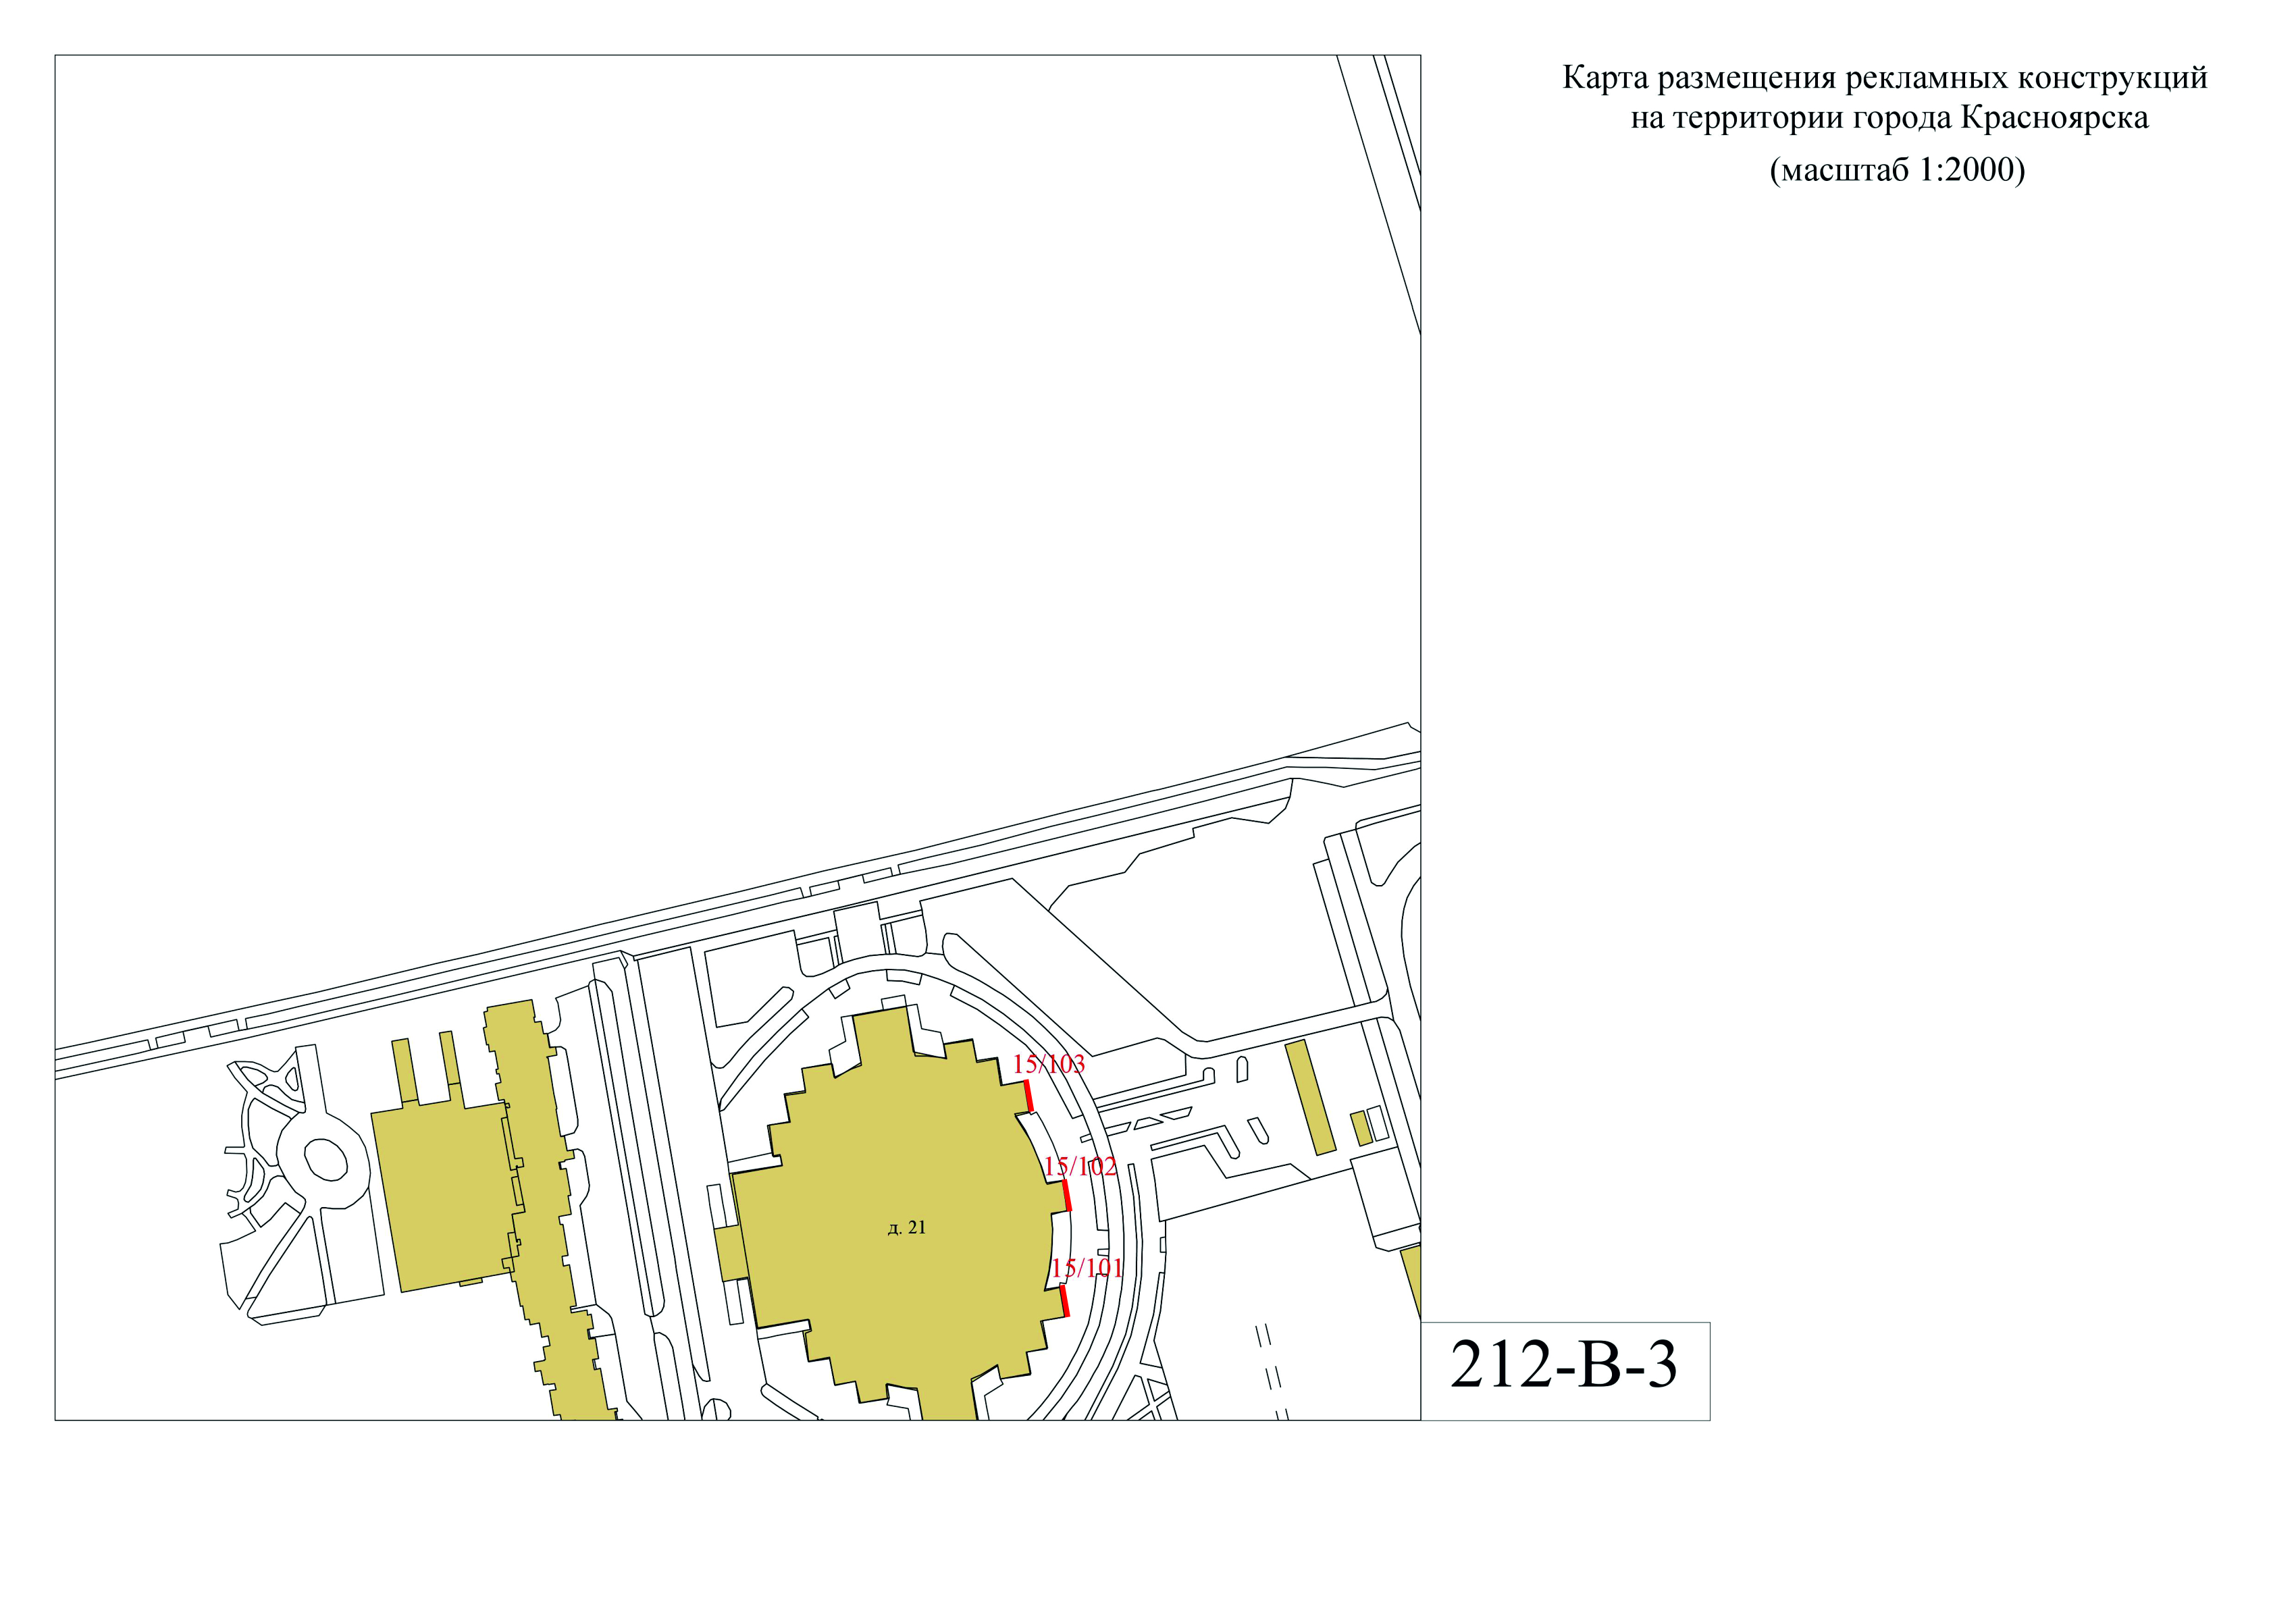 Карта размещения рекламных конструкций
на территории города Красноярска
(масштаб 1:2000)
15/103
15/102
д. 21
15/101
212-В-3